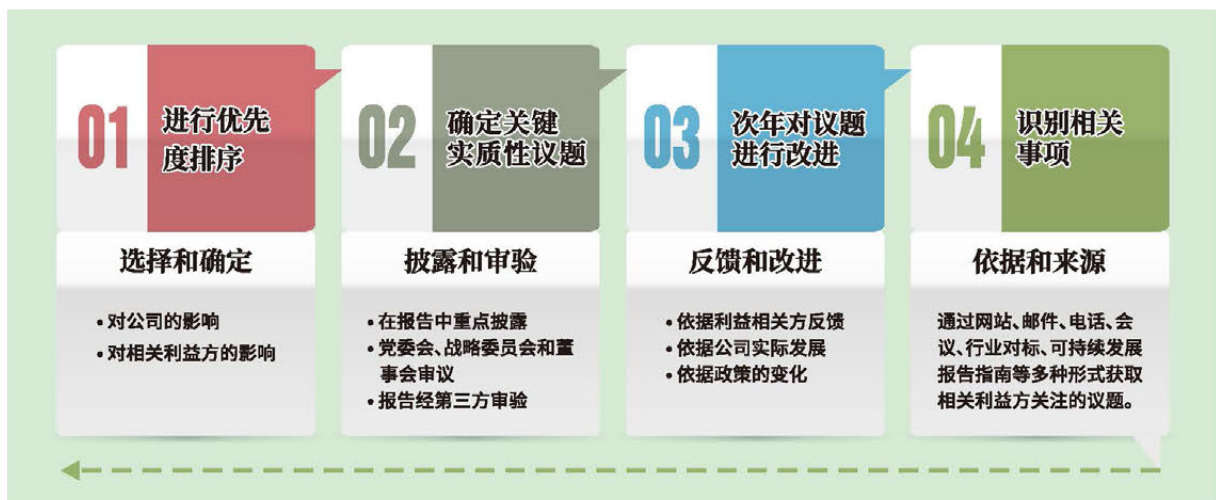 01
进行优先
度排序
选择和确定
• 对公司的影响
• 对相关利益方的影响
02
确定关键
实质性议题
披露和审验
• 在报告中重点披露
• 党委会、战略委员会和董
事会审议
• 报告经第三方审验
03
次年对议题
进行改进
反馈和改进
• 依据利益相关方反馈
• 依据公司实际发展
• 依据政策的变化
04
识别相关
事项
依据和来源
通过网站、邮件、电话、会
议、行业对标、可持续发展
报告指南等多种形式获取
相关利益方关注的议题。